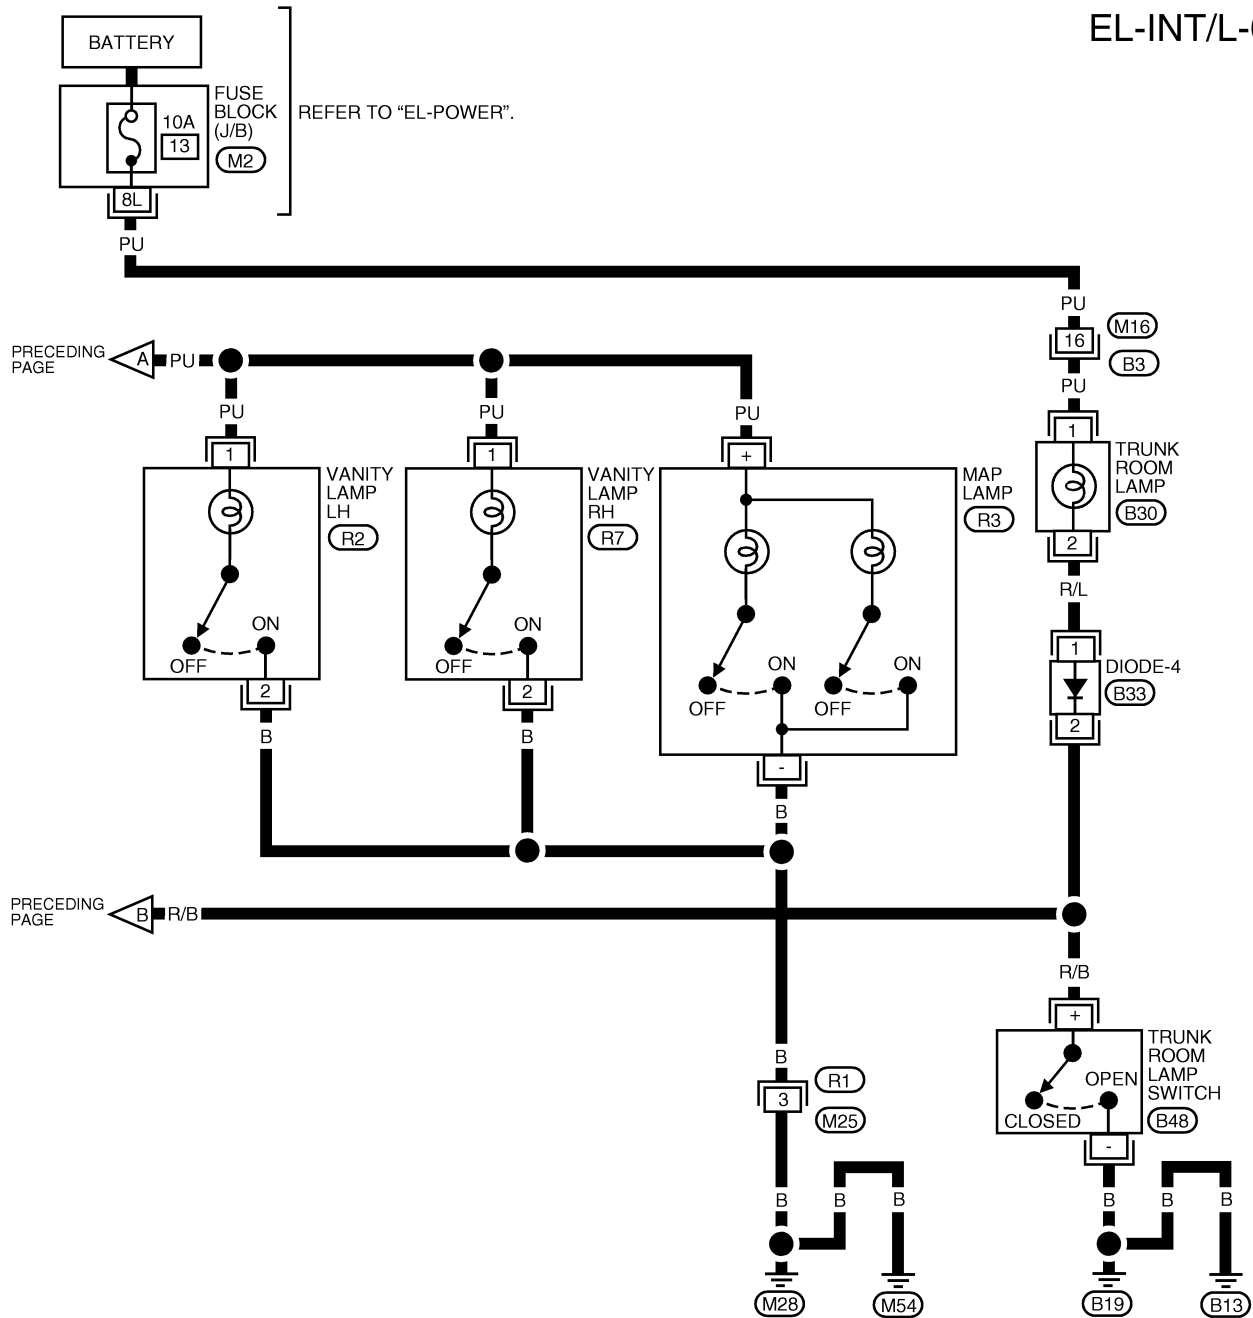 EL-INT/L-
BATTERY
FUSE
BLOCK
(J/B)
10A
13
M2
REFER TO “EL-POWER”.
8L
PU
PU
16
M16
B3
PU
PRECEDING
PAGE
A
PU
PU
PU
PU
1
1
+
1
VANITY
LAMP
LH
R2
VANITY
LAMP
RH
R7
MAP
LAMP
R3
TRUNK
ROOM
LAMP
B30
2
R/L
ON
OFF
ON
OFF
ON
OFF
ON
OFF
1
DIODE-4
B33
2
2
2
-
B
B
B
PRECEDING
PAGE
B
R/B
R/B
+
TRUNK
ROOM
LAMP
SWITCH
B48
OPEN
CLOSED
-
B
R1
3
M25
B
B
B
B
B
B
M28
M54
B19
B13